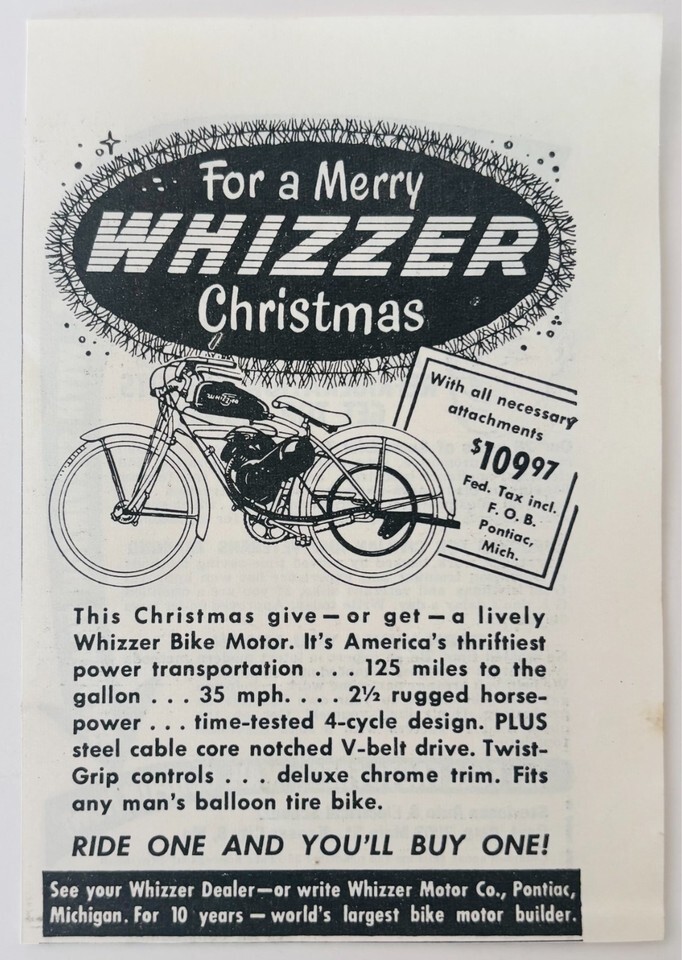 For a Merry
WHIZZER
Christmas
WHIZZER
With all necessary
attachments
$109.97
Fed. Tax incl.
F. O. B.
Pontiac,
Mich.
This Christmas give—or get—a lively
Whizzer Bike Motor. It's America's thriftiest
power transportation . . . 125 miles to the
gallon . . . 35 mph. . . . 2½ rugged horse-
power . . . time-tested 4-cycle design. PLUS
steel cable core notched V-belt drive. Twist-
Grip controls . . . deluxe chrome trim. Fits
any man's balloon tire bike.
RIDE ONE AND YOU'LL BUY ONE!
See your Whizzer Dealer—or write Whizzer Motor Co., Pontiac,
Michigan. For 10 years — world's largest bike motor builder.